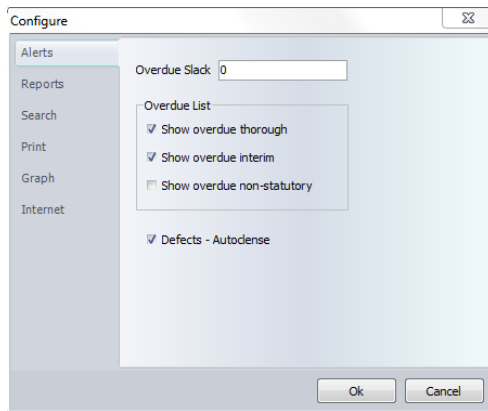 Configure
Alerts
Reports
Search
Print
Graph
Internet
Overdue Slack 0
Overdue List
Show overdue thorough
Show overdue interim
Show overdue non-statutory
Defects - Autoclense
Ok
Cancel